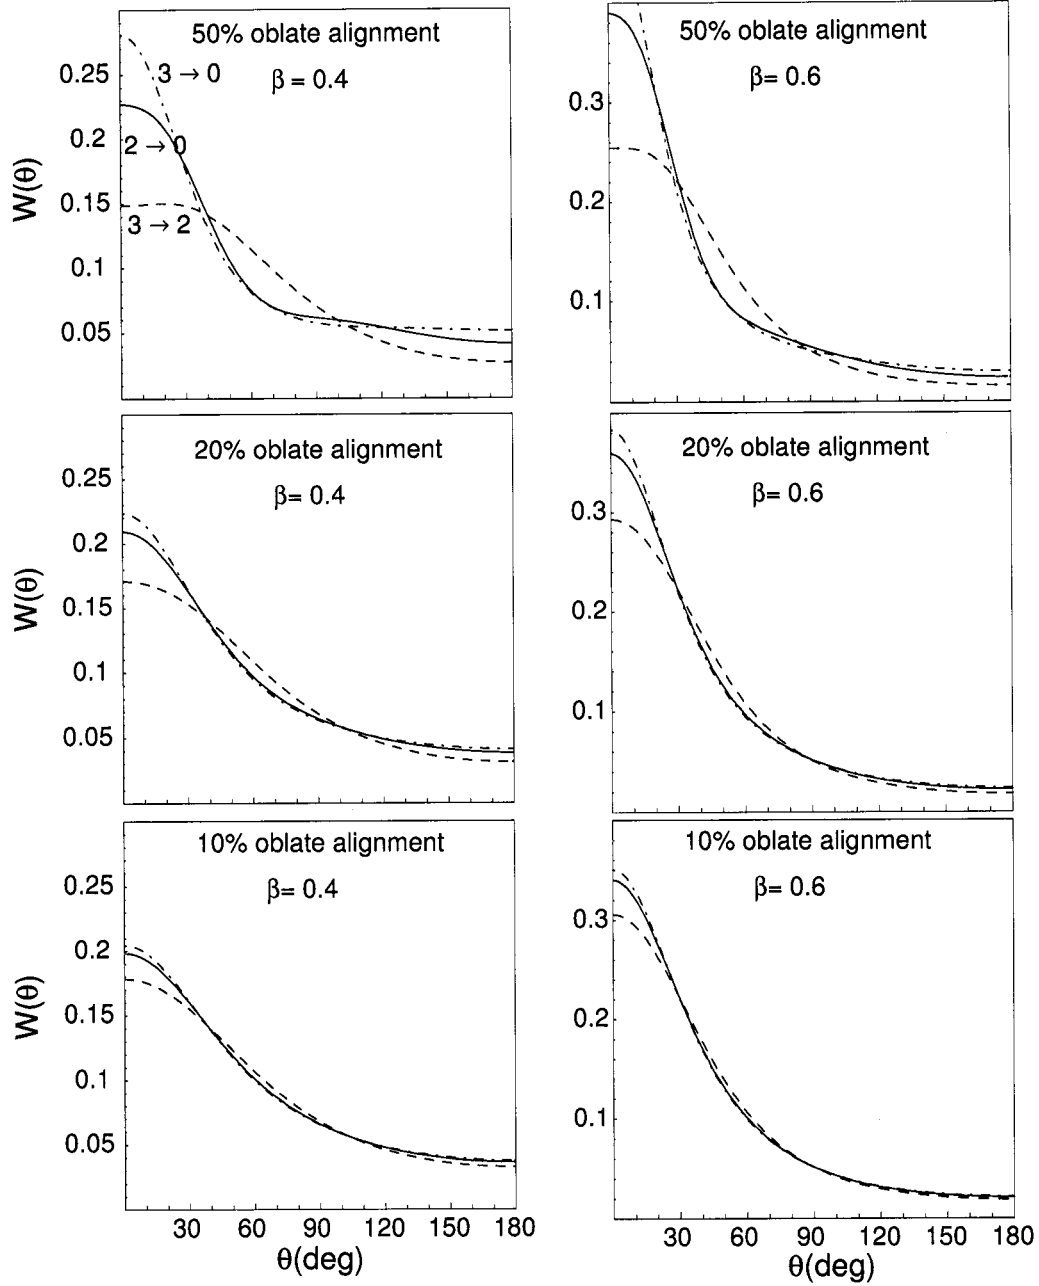 50% oblate alignment
β = 0.4
3 → 0
2 → 0
3 → 2
0.25
0.2
0.15
0.1
0.05
W(θ)
50% oblate alignment
β= 0.6
0.3
0.2
0.1
20% oblate alignment
β= 0.4
0.25
0.2
0.15
0.1
0.05
W(θ)
20% oblate alignment
β= 0.6
0.3
0.2
0.1
10% oblate alignment
β= 0.4
0.25
0.2
0.15
0.1
0.05
W(θ)
30 60 90 120 150 180
θ(deg)
10% oblate alignment
β= 0.6
0.3
0.2
0.1
30 60 90 120 150 180
θ(deg)